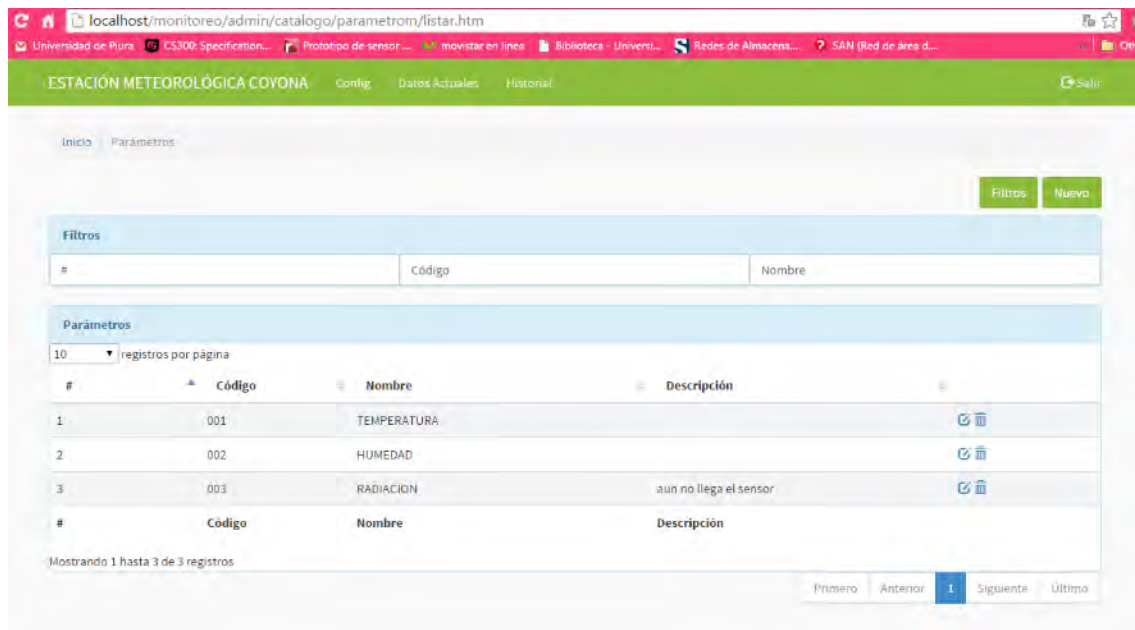 localhost/monitoreo/admin/catalogo/parametrom/listar.htm
Universidad de Piura CS300: Specification... Prototipo de sensor ... movistar en linea Biblioteca - Universi... Redes de Almacena... SAN (Red de área d...
ESTACIÓN METEOROLÓGICA COYONA Config Datos Actuales Historial Salir
Inicio Parámetros
Filtros Nuevo
Filtros
# Código Nombre
Parámetros
10 registros por página
# Código Nombre Descripción
1 001 TEMPERATURA
2 002 HUMEDAD
3 003 RADIACION aun no llega el sensor
# Código Nombre Descripción
Mostrando 1 hasta 3 de 3 registros
Primero Anterior 1 Siguiente Último